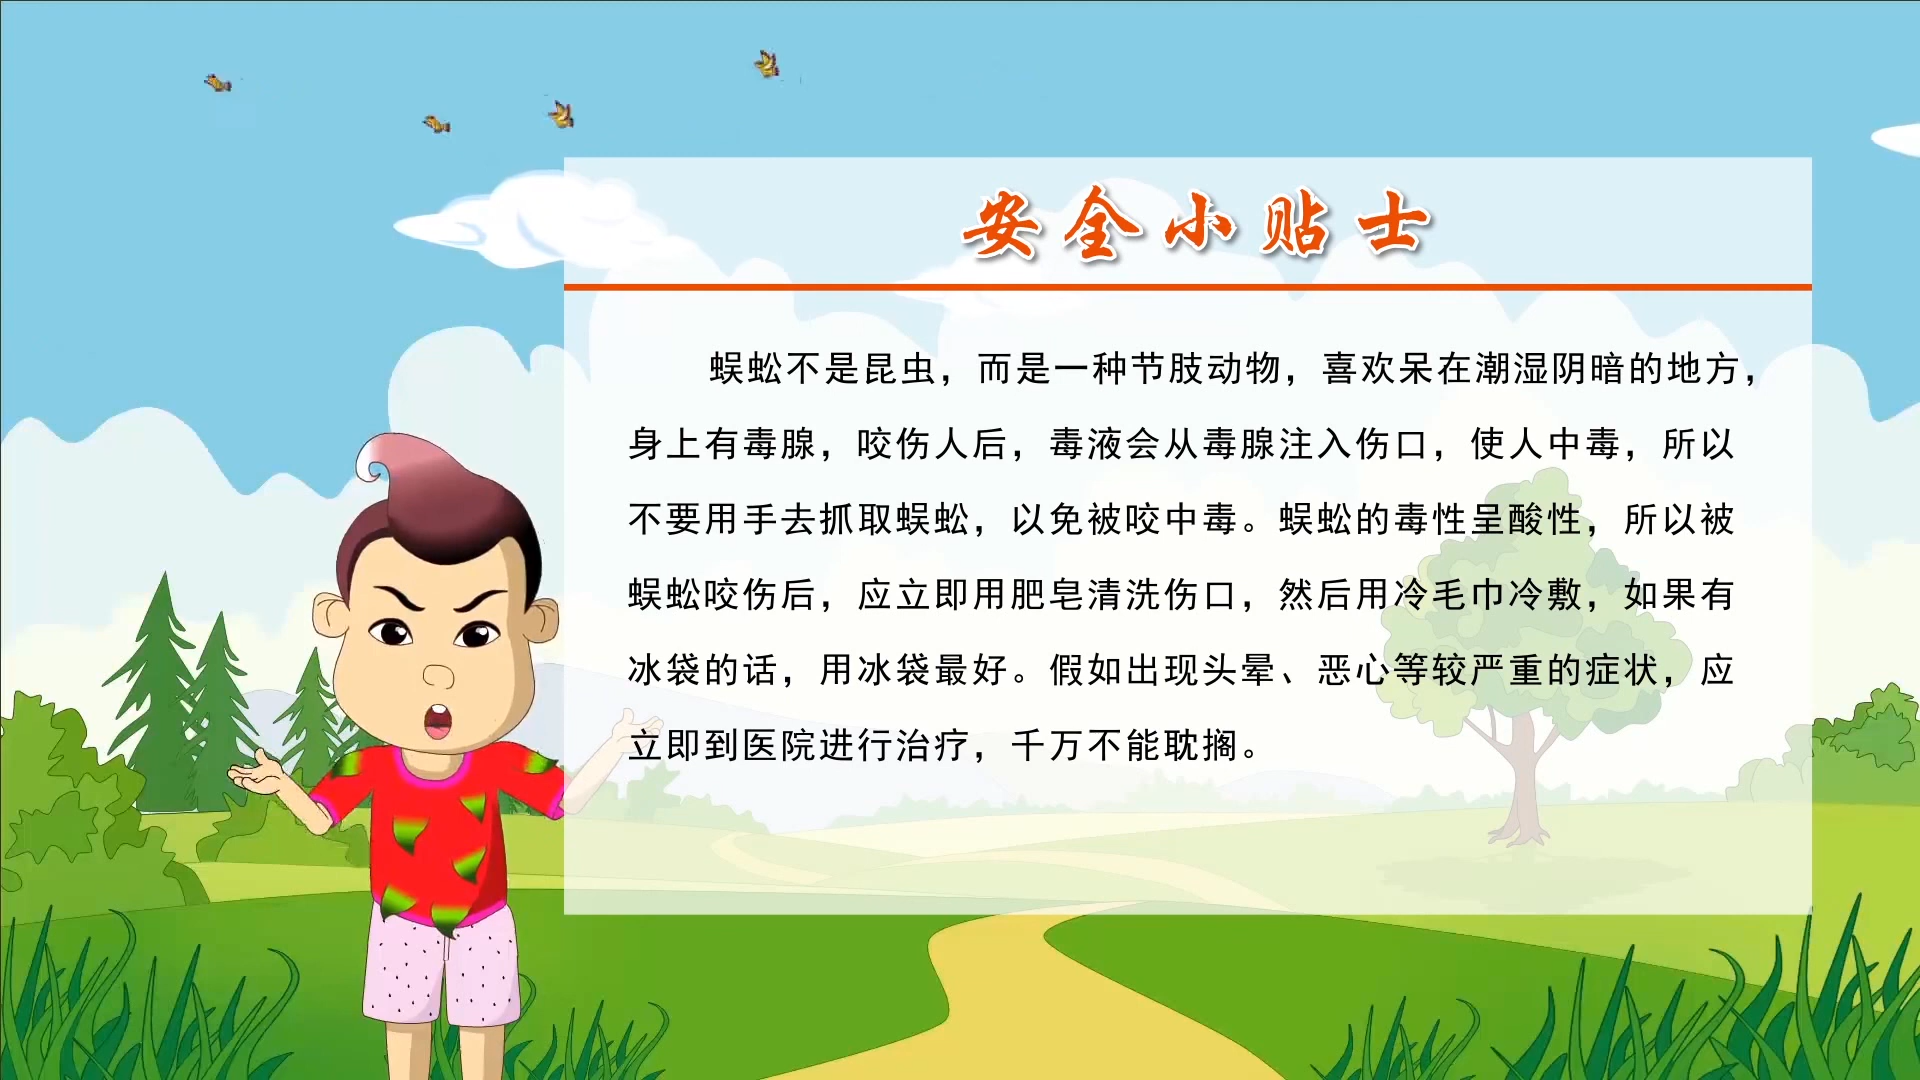 安全小贴士
蜈蚣不是昆虫，而是一种节肢动物，喜欢呆在潮湿阴暗的地方，
身上有毒腺，咬伤人后，毒液会从毒腺注入伤口，使人中毒，所以
不要用手去抓取蜈蚣，以免被咬中毒。蜈蚣的毒性呈酸性，所以被
蜈蚣咬伤后，应立即用肥皂清洗伤口，然后用冷毛巾冷敷，如果有
冰袋的话，用冰袋最好。假如出现头晕、恶心等较严重的症状，应
立即到医院进行治疗，千万不能耽搁。